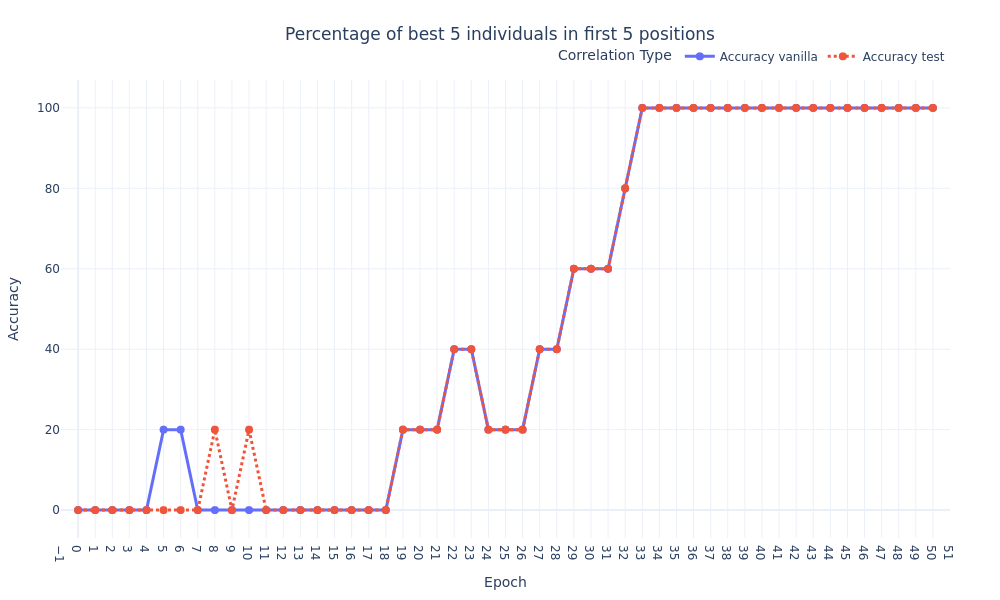 Percentage of best 5 individuals in first 5 positions
Correlation Type Accuracy vanilla Accuracy test
100
80
60
40
20
0
Accuracy
−1 0 1 2 3 4 5 6 7 8 9 10 11 12 13 14 15 16 17 18 19 20 21 22 23 24 25 26 27 28 29 30 31 32 33 34 35 36 37 38 39 40 41 42 43 44 45 46 47 48 49 50 51
Epoch